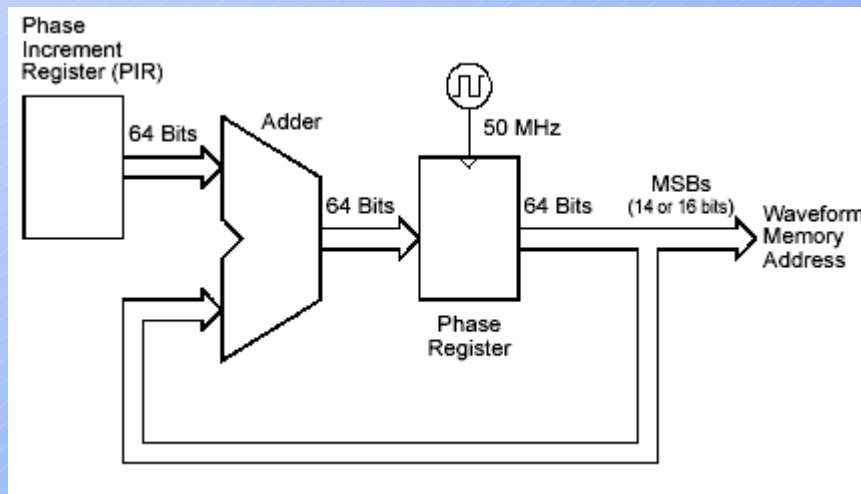 Phase
Increment
Register (PIR)
64 Bits
Adder
64 Bits
50 MHz
64 Bits
MSBs
(14 or 16 bits)
Waveform
Memory
Address
Phase
Register